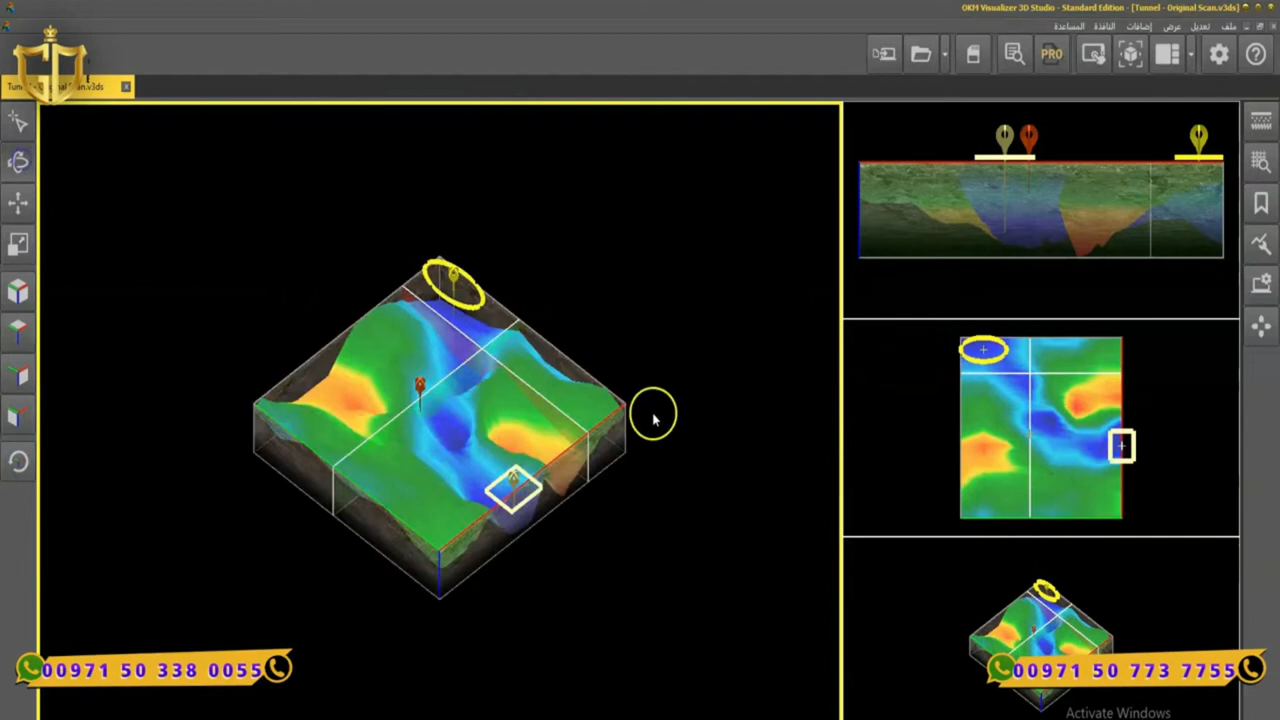 OKM Visualizer 3D Studio - Standard Edition - [Tunnel - Original Scan.v3ds]
ملف تعديل عرض إضافات النافذة المساعدة
PRO
00971 50 338 0055
00971 50 773 7755
Activate Windows